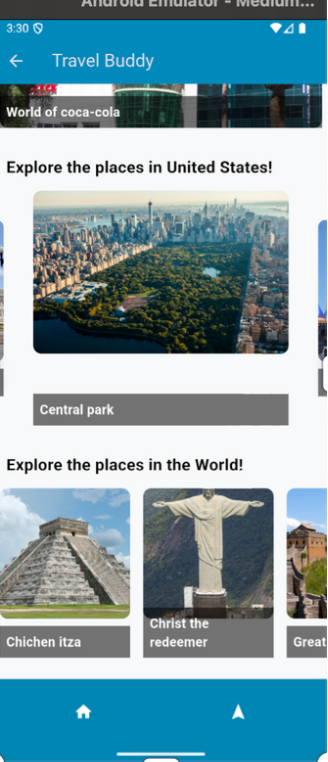 Android Emulator - Medium...
3:30
Travel Buddy
World of coca-cola
Explore the places in United States!
Central park
Explore the places in the World!
Chichen itza
Christ the
redeemer
Great